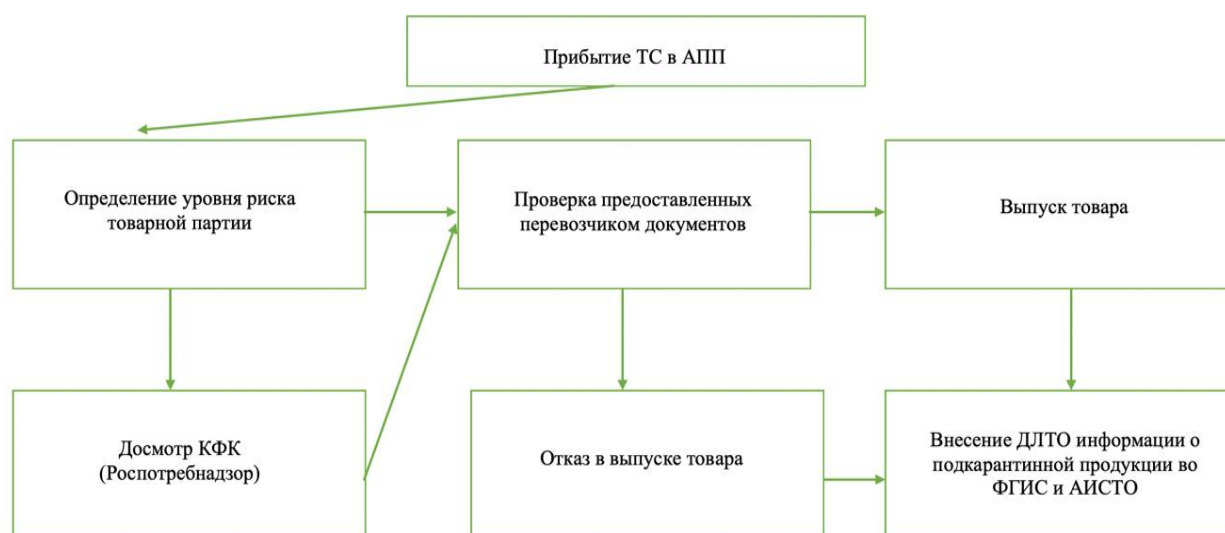 Прибытие ТС в АПП
Определение уровня риска
товарной партии
Проверка предоставленных
перевозчиком документов
Выпуск товара
Досмотр КФК
(Роспотребнадзор)
Отказ в выпуске товара
Внесение ДЛТО информации о
подкарантинной продукции во
ФГИС и АИСТО